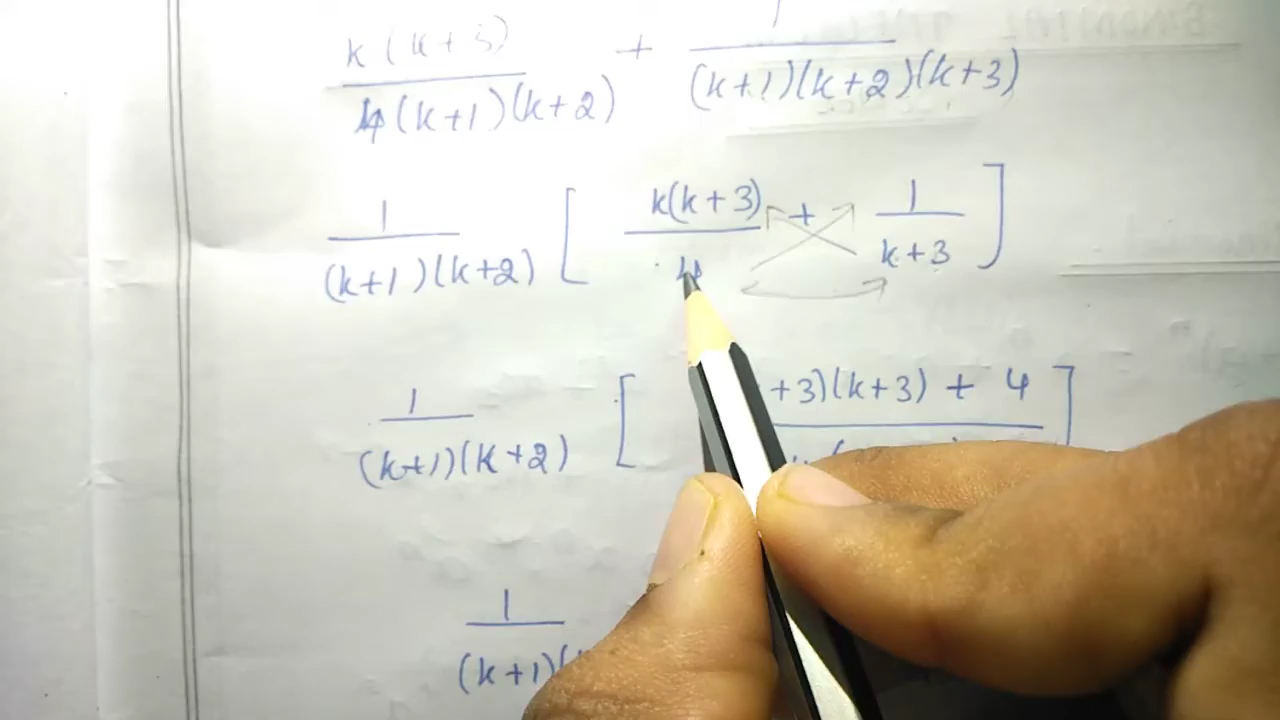 k(k+3)/4(k+1)(k+2) + 1/(k+1)(k+2)(k+3)
1/(k+1)(k+2) [ k(k+3)/4 + 1/k+3 ]
1/(k+1)(k+2) [ +3)(k+3) + 4 ]
1/(k+1)(